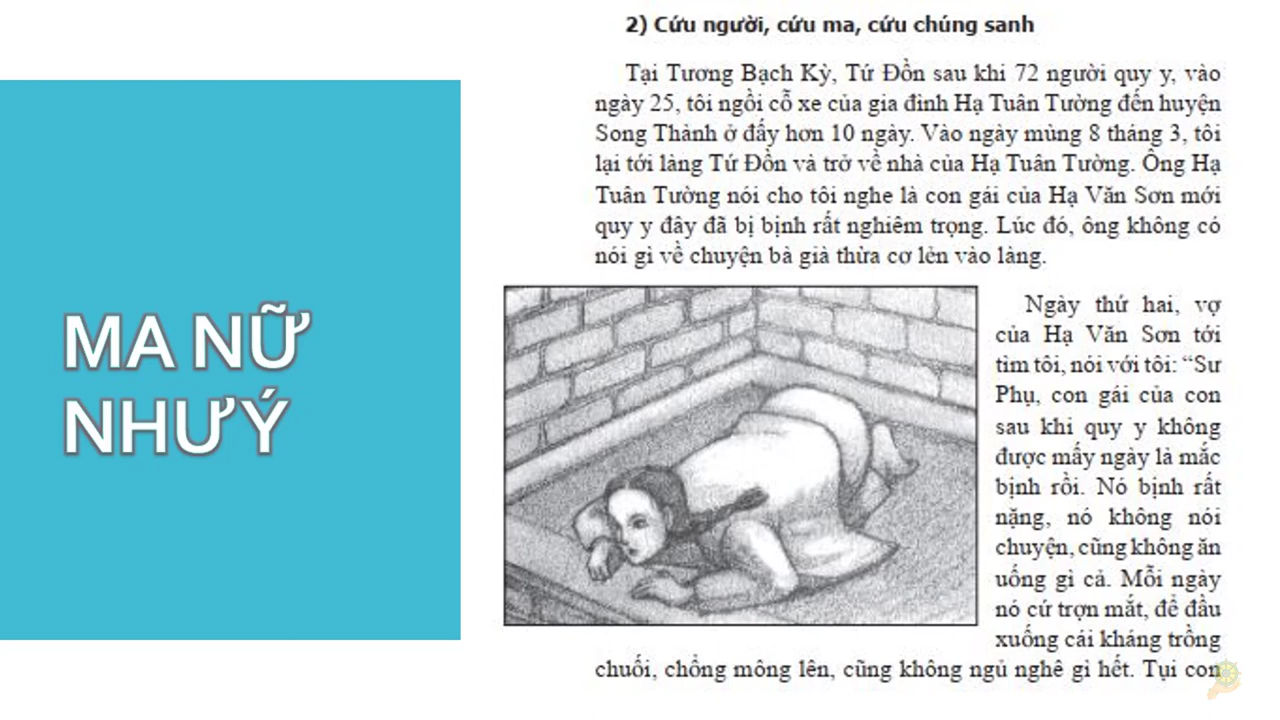 MA NỮ
NHƯ Ý
2) Cứu người, cứu ma, cứu chúng sanh
Tại Tương Bạch Kỳ, Tứ Đồn sau khi 72 người quy y, vào
ngày 25, tôi ngồi cỗ xe của gia đình Hạ Tuân Tường đến huyện
Song Thành ở đấy hơn 10 ngày. Vào ngày mùng 8 tháng 3, tôi
lại tới làng Tứ Đồn và trở về nhà của Hạ Tuân Tường. Ông Hạ
Tuân Tường nói cho tôi nghe là con gái của Hạ Văn Sơn mới
quy y đây đã bị bịnh rất nghiêm trọng. Lúc đó, ông không có
nói gì về chuyện bà già thừa cơ lẻn vào làng.
Ngày thứ hai, vợ
của Hạ Văn Sơn tới
tìm tôi, nói với tôi: “Sư
Phụ, con gái của con
sau khi quy y không
được mấy ngày là mắc
bịnh rồi. Nó bịnh rất
nặng, nó không nói
chuyện, cũng không ăn
uống gì cả. Mỗi ngày
nó cứ trợn mắt, để đầu
xuống cái kháng trồng
chuối, chổng mông lên, cũng không ngủ nghê gì hết. Tụi con